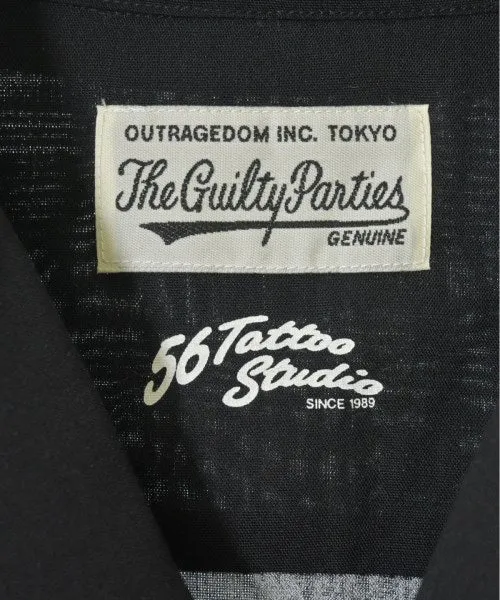 OUTRAGEDOM INC. TOKYO
The Guilty Parties
GENUINE
56 Tattoo
Studio
SINCE 1989